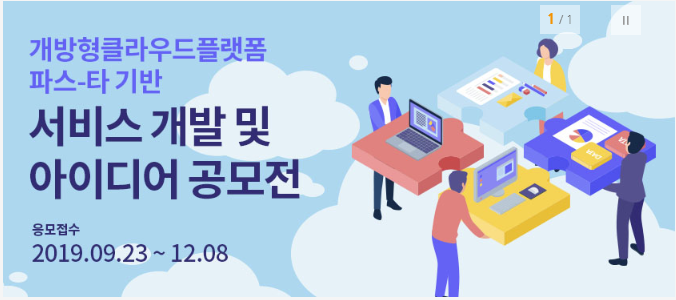 1 / 1
개방형클라우드플랫폼
파스-타 기반
서비스 개발 및
아이디어 공모전
응모접수
2019.09.23 ~ 12.08